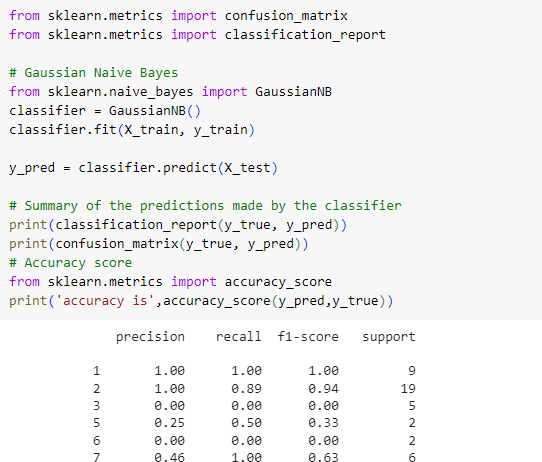 from sklearn.metrics import confusion_matrix
from sklearn.metrics import classification_report
# Gaussian Naive Bayes
from sklearn.naive_bayes import GaussianNB
classifier = GaussianNB()
classifier.fit(X_train, y_train)
y_pred = classifier.predict(X_test)
# Summary of the predictions made by the classifier
print(classification_report(y_true, y_pred))
print(confusion_matrix(y_true, y_pred))
# Accuracy score
from sklearn.metrics import accuracy_score
print('accuracy is',accuracy_score(y_pred,y_true))
precision recall f1-score support
1 1.00 1.00 1.00 9
2 1.00 0.89 0.94 19
3 0.00 0.00 0.00 5
5 0.25 0.50 0.33 2
6 0.00 0.00 0.00 2
7 0.46 1.00 0.63 6